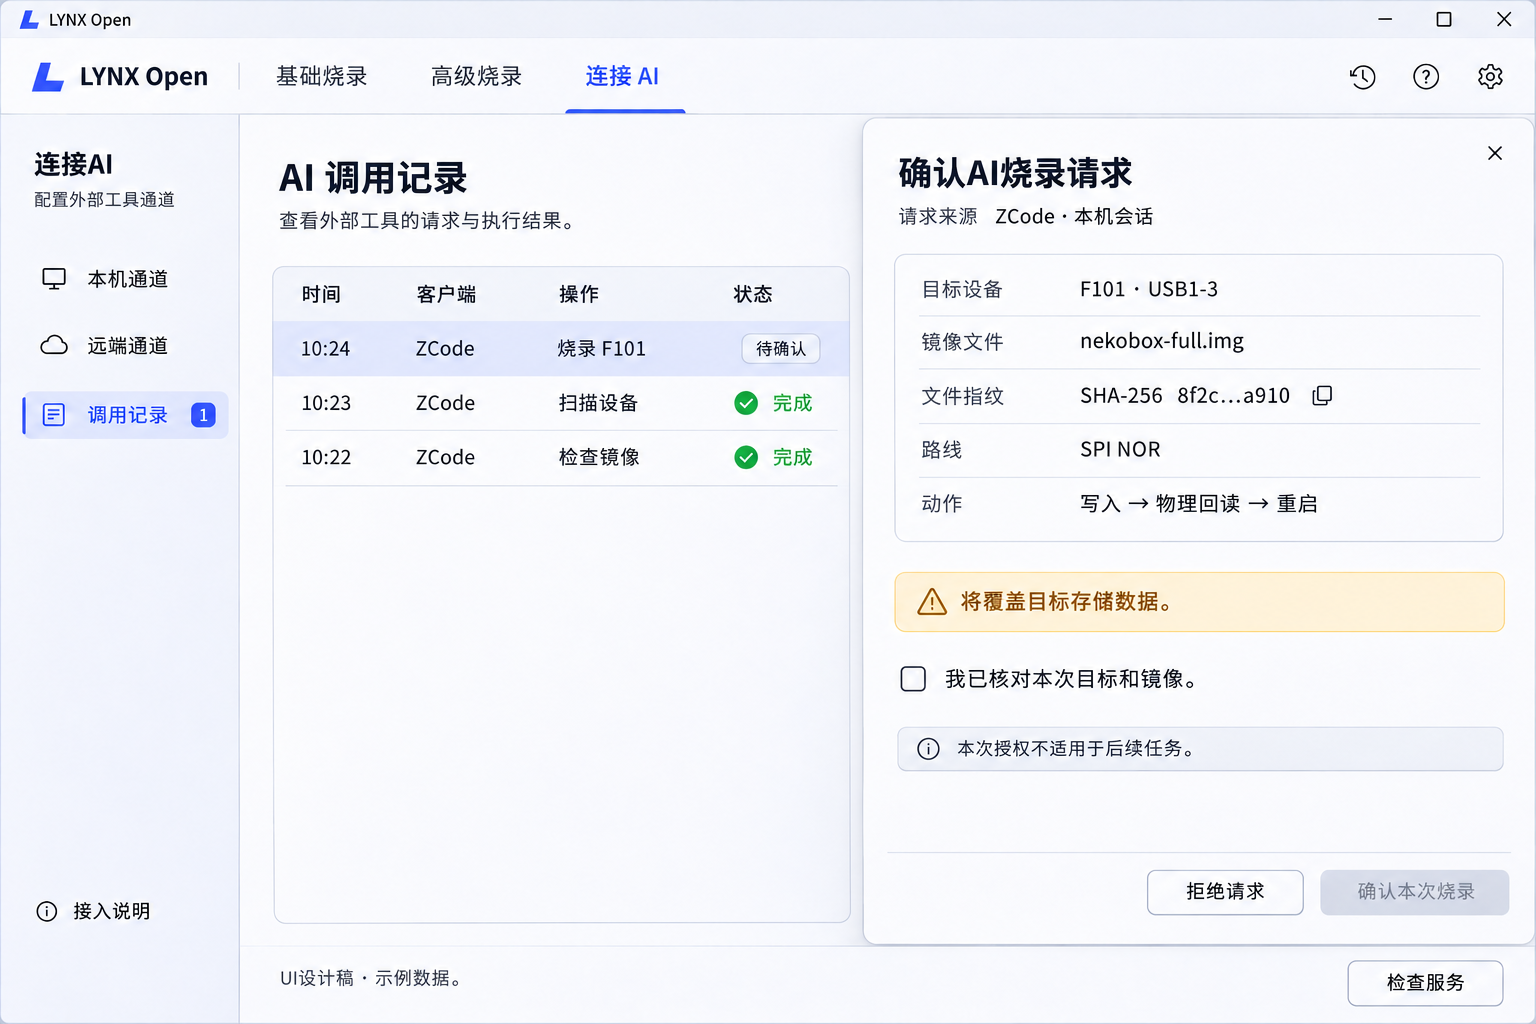 LYNX Open
LYNX Open
基础烧录
高级烧录
连接 AI
连接AI
配置外部工具通道
本机通道
远端通道
调用记录 1
接入说明
AI 调用记录
查看外部工具的请求与执行结果。
时间 客户端 操作 状态
10:24 ZCode 烧录 F101 待确认
10:23 ZCode 扫描设备 完成
10:22 ZCode 检查镜像 完成
确认AI烧录请求
请求来源 ZCode · 本机会话
目标设备 F101 · USB1-3
镜像文件 nekobox-full.img
文件指纹 SHA-256 8f2c...a910
路线 SPI NOR
动作 写入 → 物理回读 → 重启
将覆盖目标存储数据。
我已核对本次目标和镜像。
本次授权不适用于后续任务。
拒绝请求
确认本次烧录
UI设计稿 · 示例数据。
检查服务